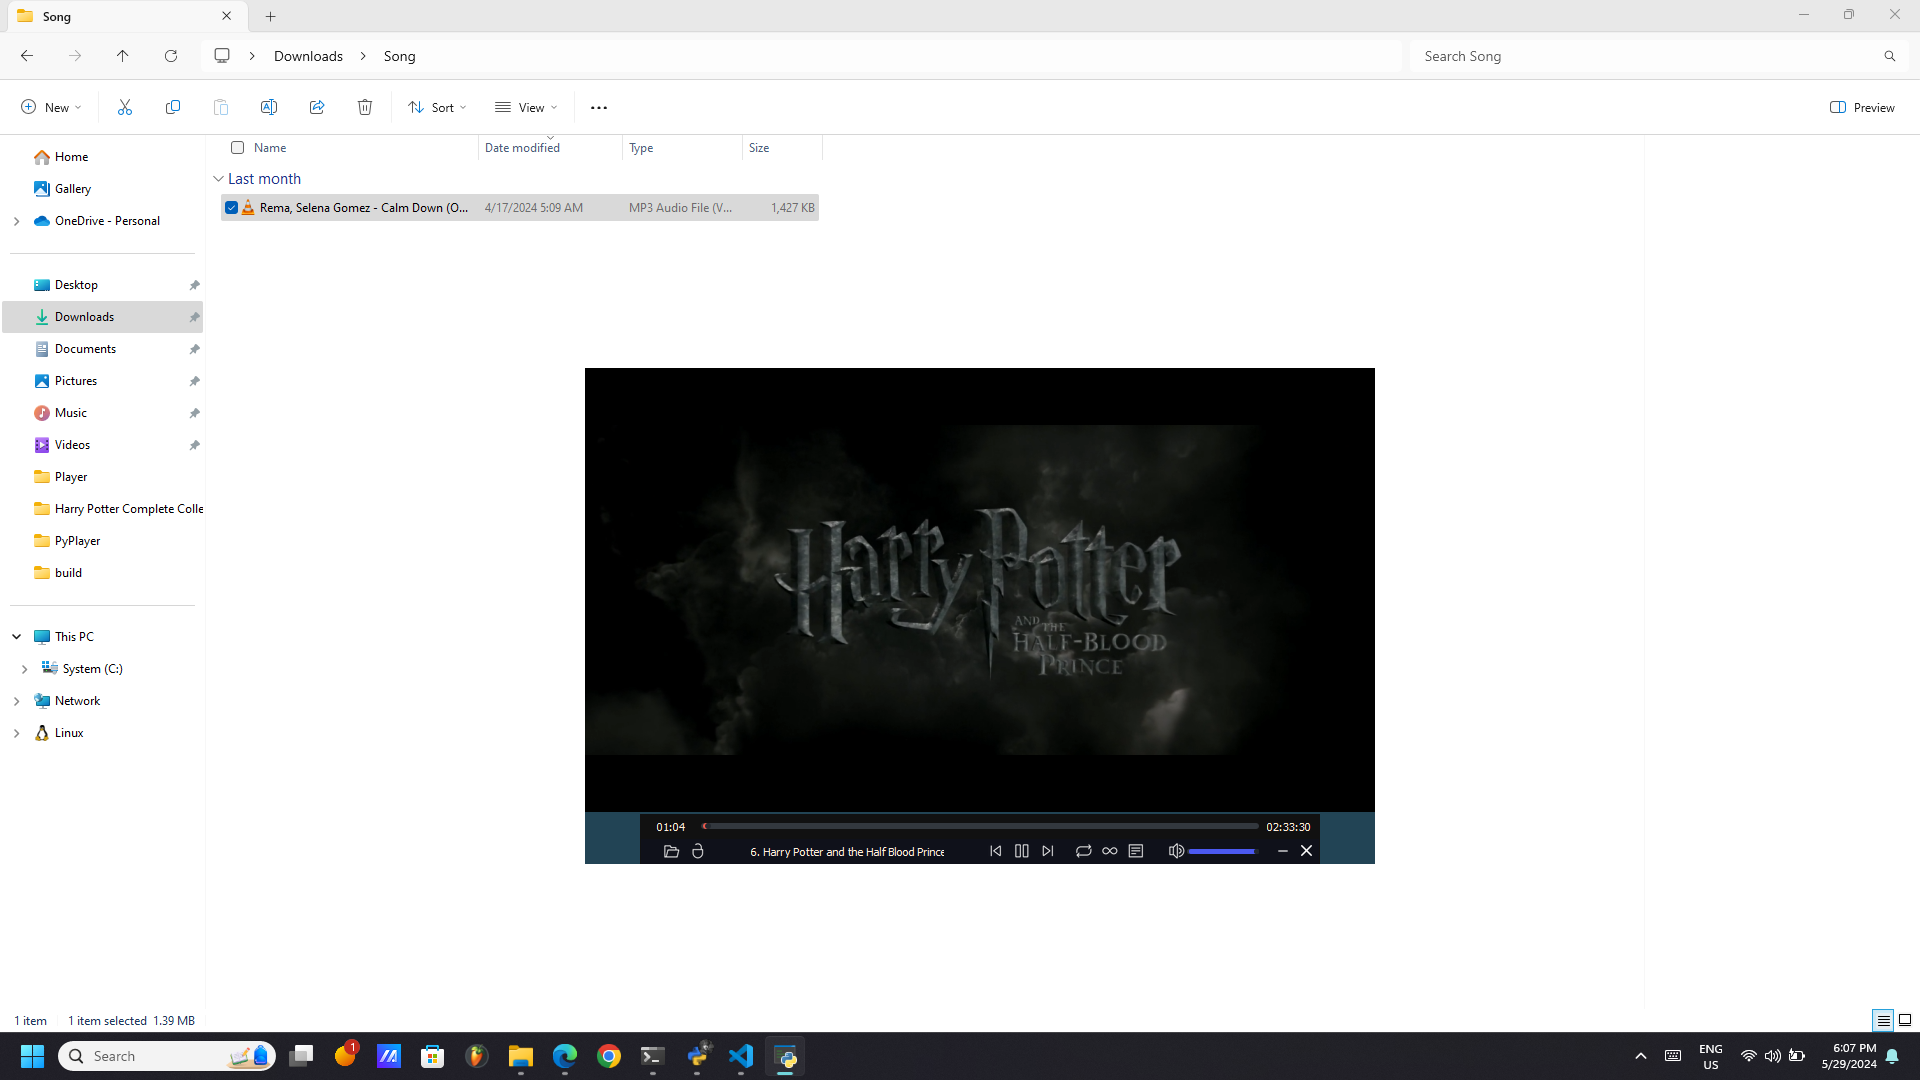 Song
Downloads > Song
Search Song
New
Sort
View
Preview
Home
Gallery
OneDrive - Personal
Desktop
Downloads
Documents
Pictures
Music
Videos
Player
Harry Potter Complete Colle
PyPlayer
build
This PC
System (C:)
Network
Linux
Name Date modified Type Size
Last month
Rema, Selena Gomez - Calm Down (O... 4/17/2024 5:09 AM MP3 Audio File (V... 1,427 KB
Harry Potter
AND THE
HALF-BLOOD
PRINCE
01:04 02:33:30
6. Harry Potter and the Half Blood Prince
1 item 1 item selected 1.39 MB
Search
1
ENG
US
6:07 PM
5/29/2024